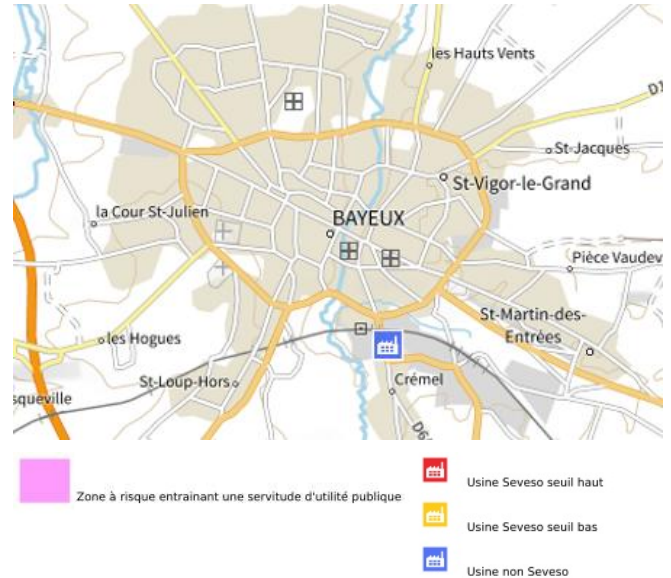 les Hauts Vents
D1
St-Jacques
St-Vigor-le-Grand
la Cour St-Julien
BAYEUX
Pièce Vaudev
St-Martin-des-
Entrées
les Hogues
St-Loup-Hors
Crémel
squeville
D6
Zone à risque entrainant une servitude d'utilité publique
Usine Seveso seuil haut
Usine Seveso seuil bas
Usine non Seveso